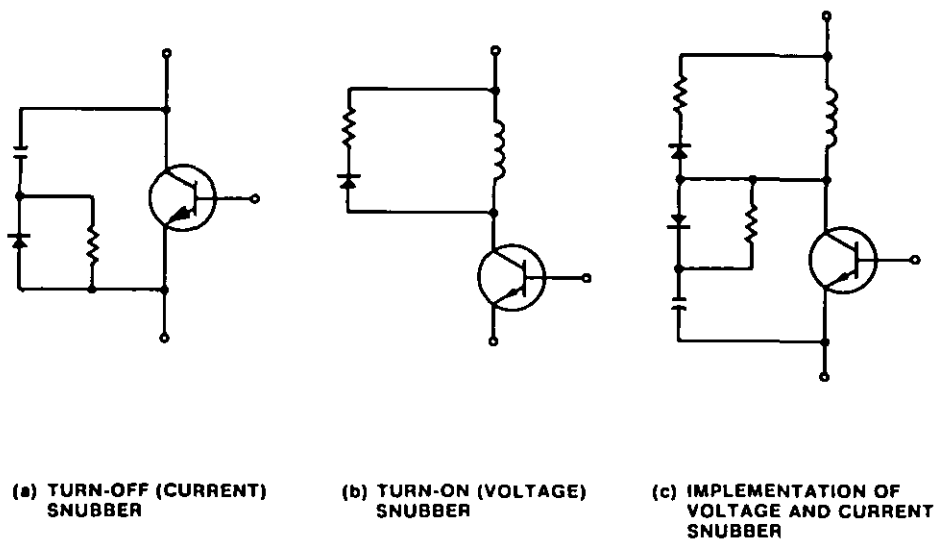 (a) TURN-OFF (CURRENT)
SNUBBER
(b) TURN-ON (VOLTAGE)
SNUBBER
(c) IMPLEMENTATION OF
VOLTAGE AND CURRENT
SNUBBER